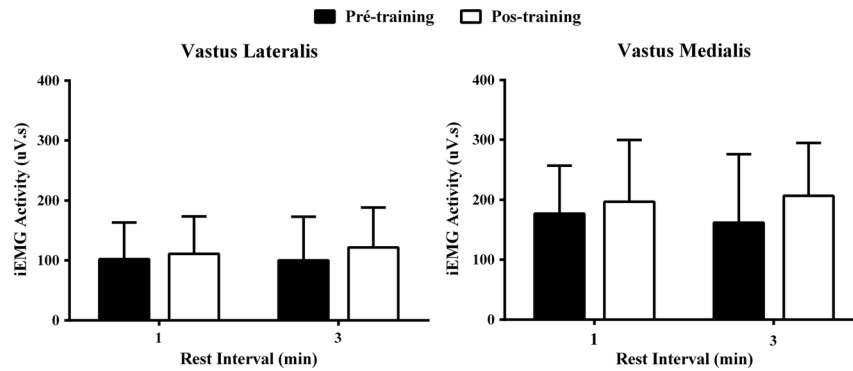 Pré-training Pos-training
Vastus Lateralis
iEMG Activity (uV.s)
400
300
200
100
0
1 3
Rest Interval (min)
Vastus Medialis
iEMG Activity (uV.s)
400
300
200
100
0
1 3
Rest Interval (min)